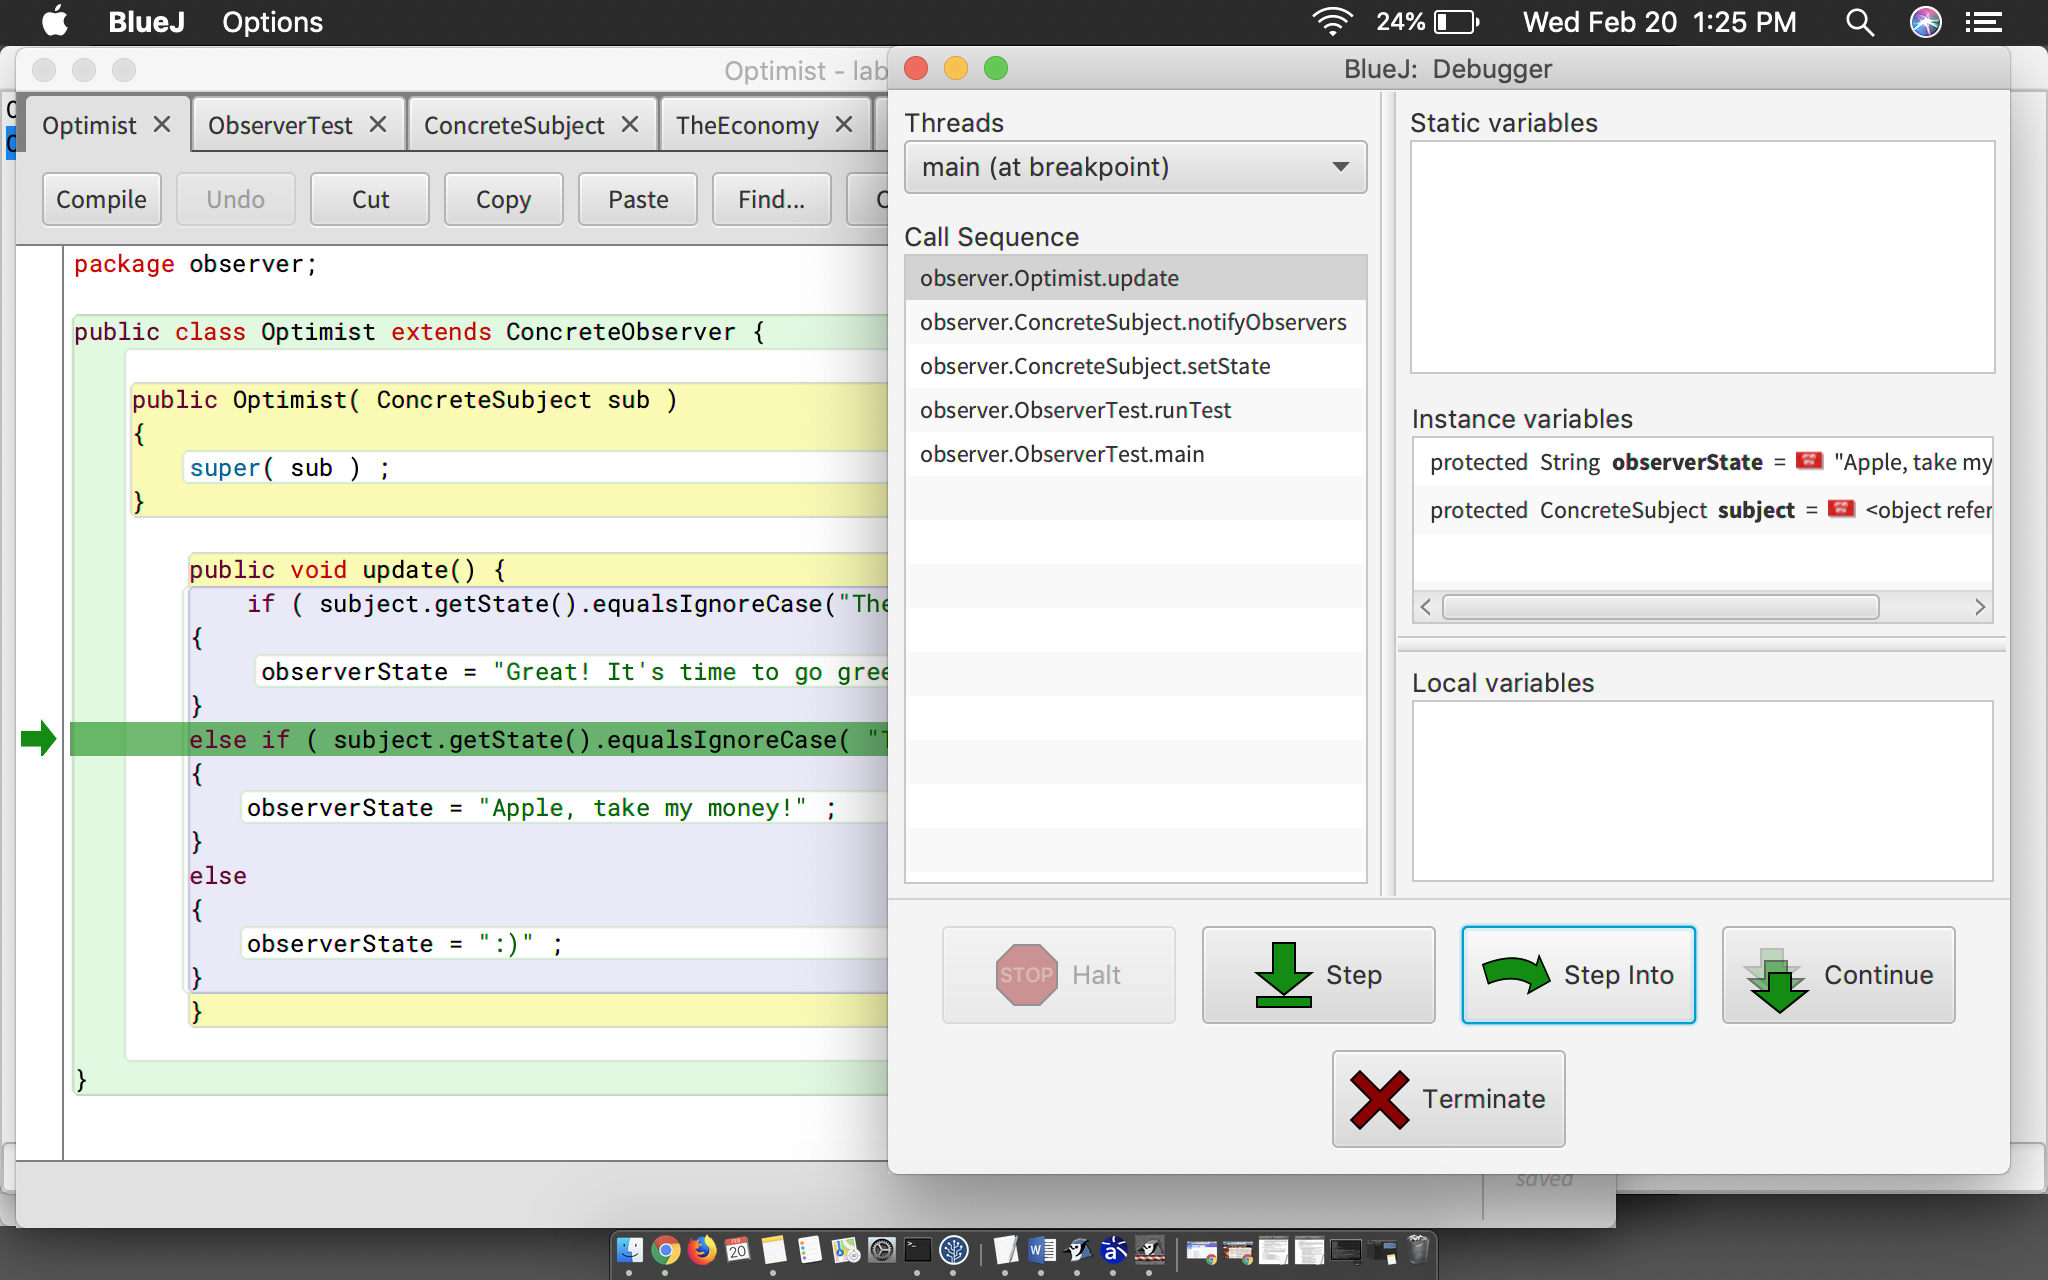 BlueJ Options 24% Wed Feb 20 1:25 PM
Optimist - lab
Optimist ObserverTest ConcreteSubject TheEconomy
Compile Undo Cut Copy Paste Find...
package observer;
public class Optimist extends ConcreteObserver {
public Optimist( ConcreteSubject sub )
{
super( sub ) ;
}
public void update() {
if ( subject.getState().equalsIgnoreCase("The
{
observerState = "Great! It's time to go gree
}
else if ( subject.getState().equalsIgnoreCase( "T
{
observerState = "Apple, take my money!" ;
}
else
{
observerState = ":)" ;
}
}
}
saved
BlueJ: Debugger
Threads
main (at breakpoint)
Call Sequence
observer.Optimist.update
observer.ConcreteSubject.notifyObservers
observer.ConcreteSubject.setState
observer.ObserverTest.runTest
observer.ObserverTest.main
Static variables
Instance variables
protected String observerState = "Apple, take my
protected ConcreteSubject subject = <object refer
Local variables
STOP Halt Step Step Into Continue
Terminate
FEB
20